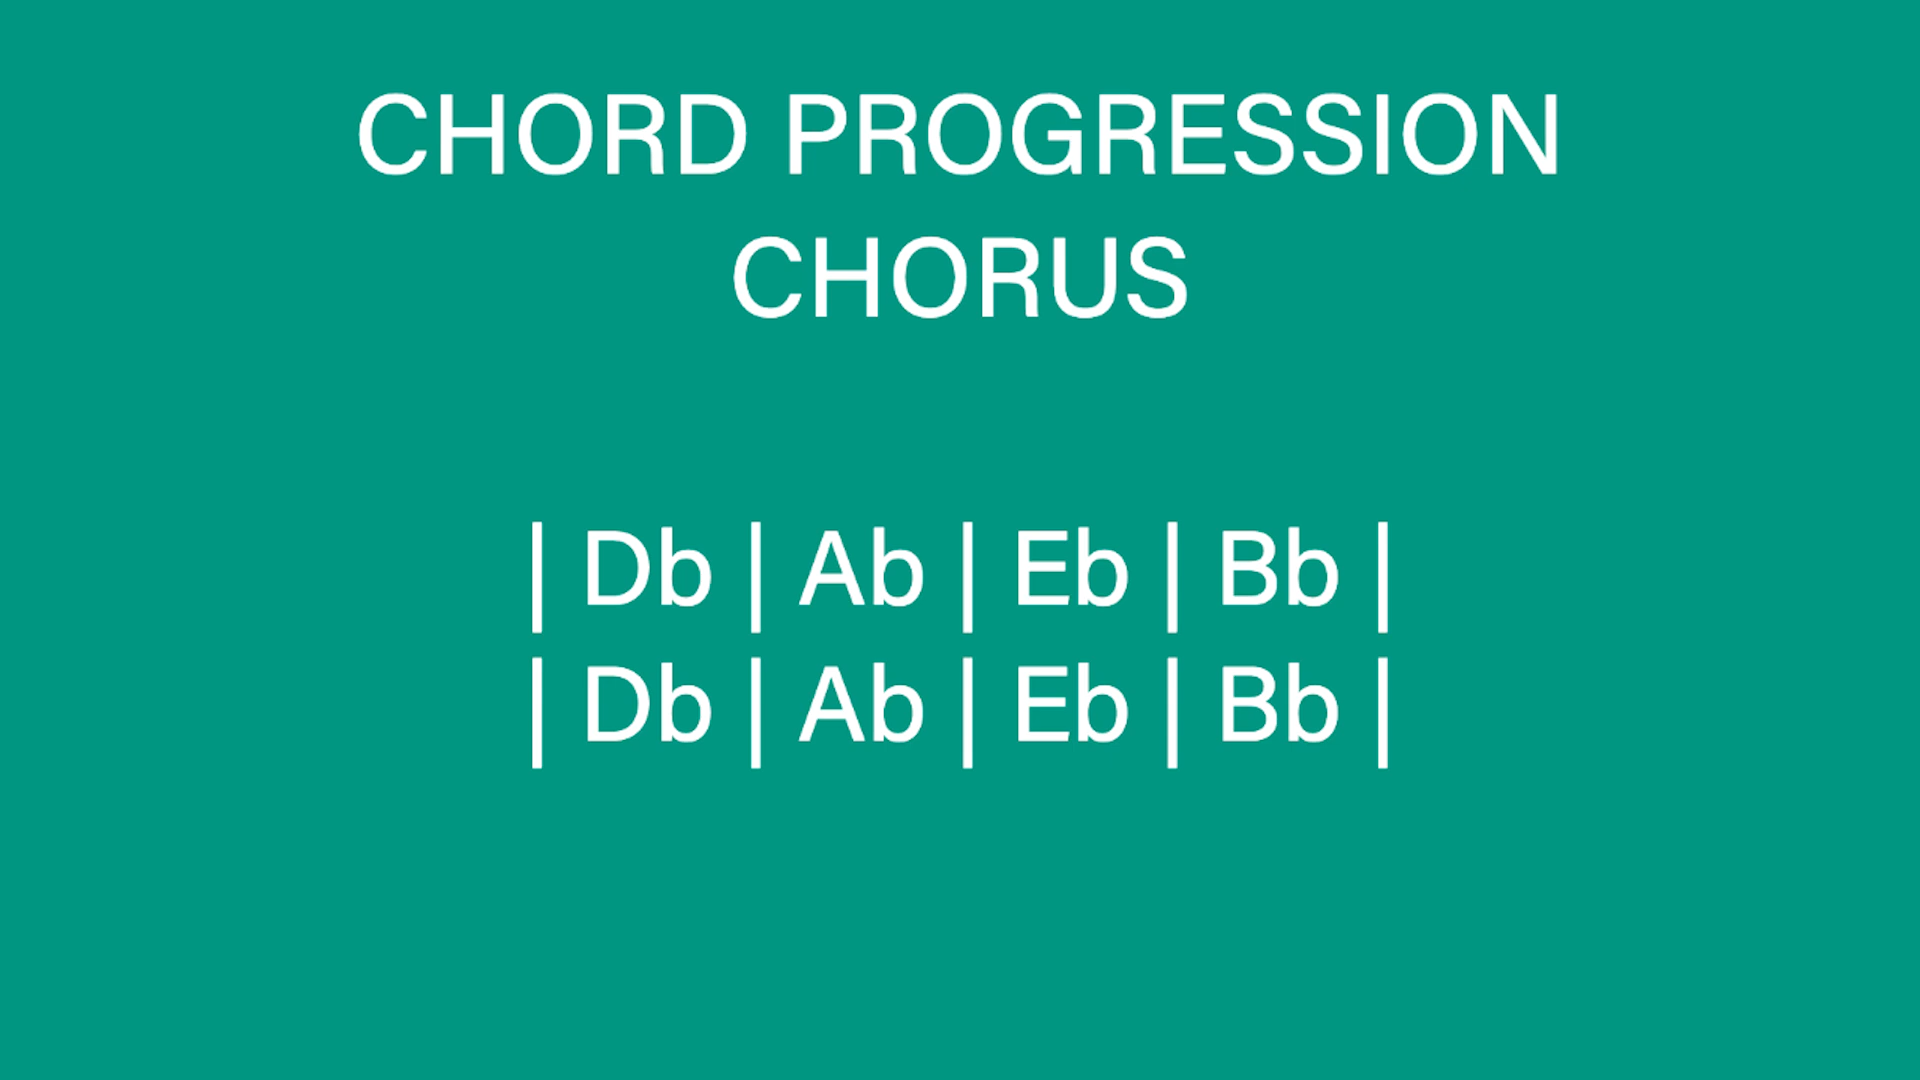 CHORD PROGRESSION
CHORUS
| Db | Ab | Eb | Bb |
| Db | Ab | Eb | Bb |